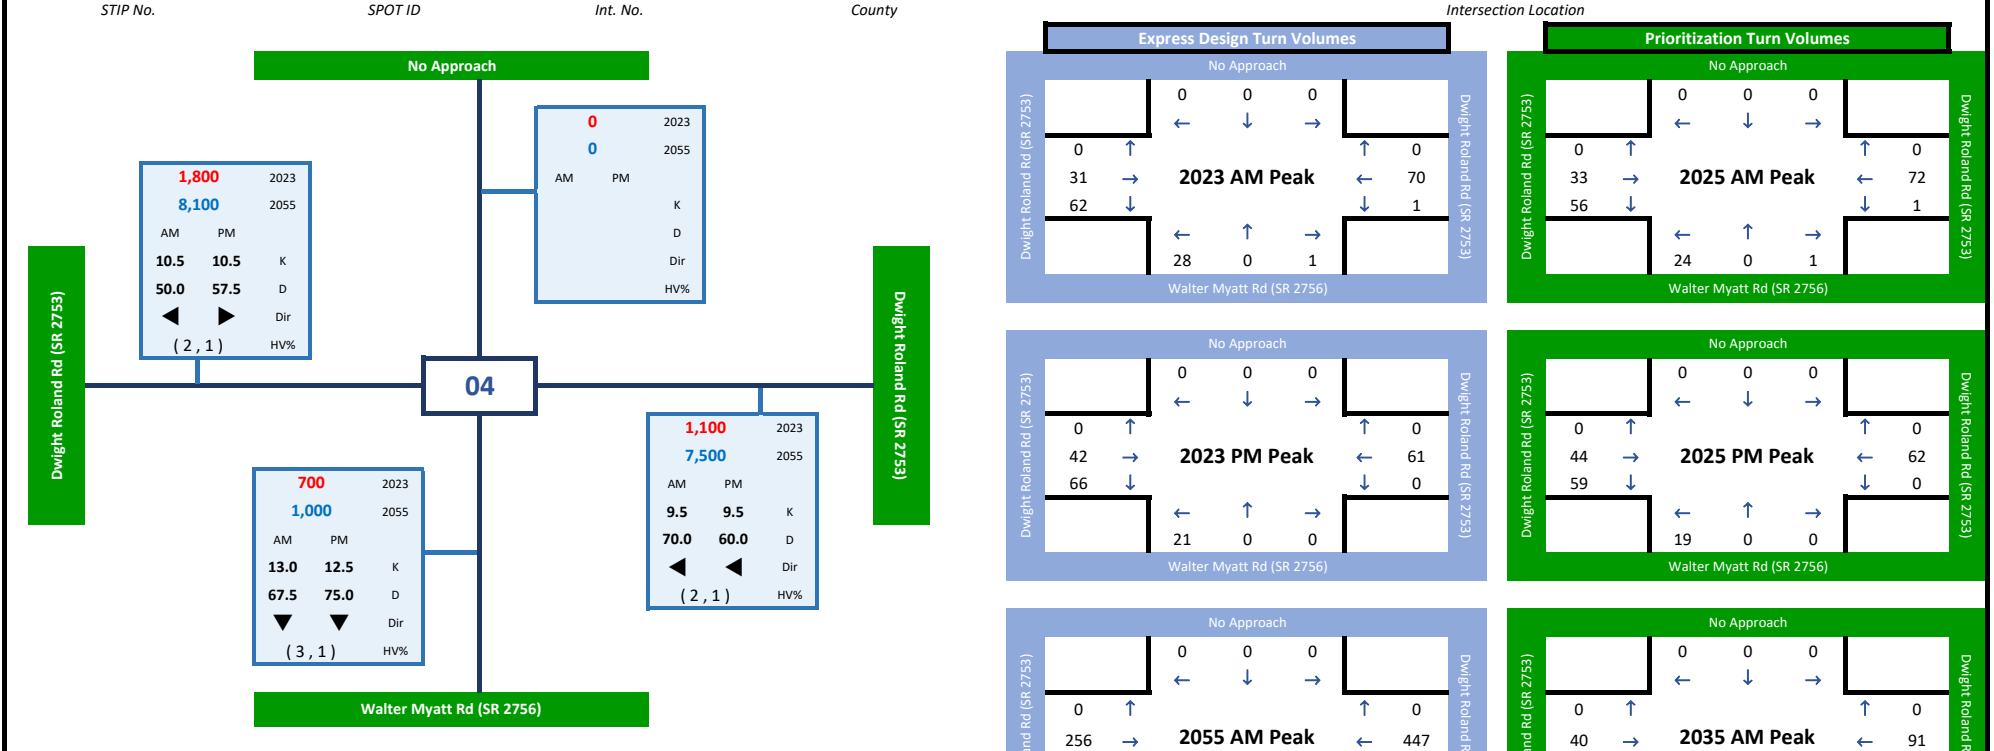 STIP No. SPOT ID Int. No. County Intersection Location
No Approach
0 2023
0 2055
AM PM
K
D
Dir
HV%
1,800 2023
8,100 2055
AM PM
10.5 10.5 K
50.0 57.5 D
◀ ▶ Dir
( 2 , 1 ) HV%
Dwight Roland Rd (SR 2753)
04
Dwight Roland Rd (SR 2753)
1,100 2023
7,500 2055
AM PM
9.5 9.5 K
70.0 60.0 D
◀ ◀ Dir
( 2 , 1 ) HV%
700 2023
1,000 2055
AM PM
13.0 12.5 K
67.5 75.0 D
▼ ▼ Dir
( 3 , 1 ) HV%
Walter Myatt Rd (SR 2756)
Express Design Turn Volumes
No Approach
Dwight Roland Rd (SR 2753)
0 0 0
← ↓ →
0 ↑ ↑ 0
31 → 2023 AM Peak ← 70
62 ↓ ↓ 1
← ↑ →
28 0 1
Dwight Roland Rd (SR 2753)
Walter Myatt Rd (SR 2756)
No Approach
Dwight Roland Rd (SR 2753)
0 0 0
← ↓ →
0 ↑ ↑ 0
42 → 2023 PM Peak ← 61
66 ↓ ↓ 0
← ↑ →
21 0 0
Dwight Roland Rd (SR 2753)
Walter Myatt Rd (SR 2756)
No Approach
0 0 0
← ↓ →
0 ↑ ↑ 0
256 → 2055 AM Peak ← 447
nd Rd (SR 2753)
Dwight Roland R
Prioritization Turn Volumes
No Approach
Dwight Roland Rd (SR 2753)
0 0 0
← ↓ →
0 ↑ ↑ 0
33 → 2025 AM Peak ← 72
56 ↓ ↓ 1
← ↑ →
24 0 1
Dwight Roland Rd (SR 2753)
Walter Myatt Rd (SR 2756)
No Approach
Dwight Roland Rd (SR 2753)
0 0 0
← ↓ →
0 ↑ ↑ 0
44 → 2025 PM Peak ← 62
59 ↓ ↓ 0
← ↑ →
19 0 0
Dwight Roland Rd (SR 2753)
Walter Myatt Rd (SR 2756)
No Approach
0 0 0
← ↓ →
0 ↑ ↑ 0
40 → 2035 AM Peak ← 91
nd Rd (SR 2753)
Dwight Roland R